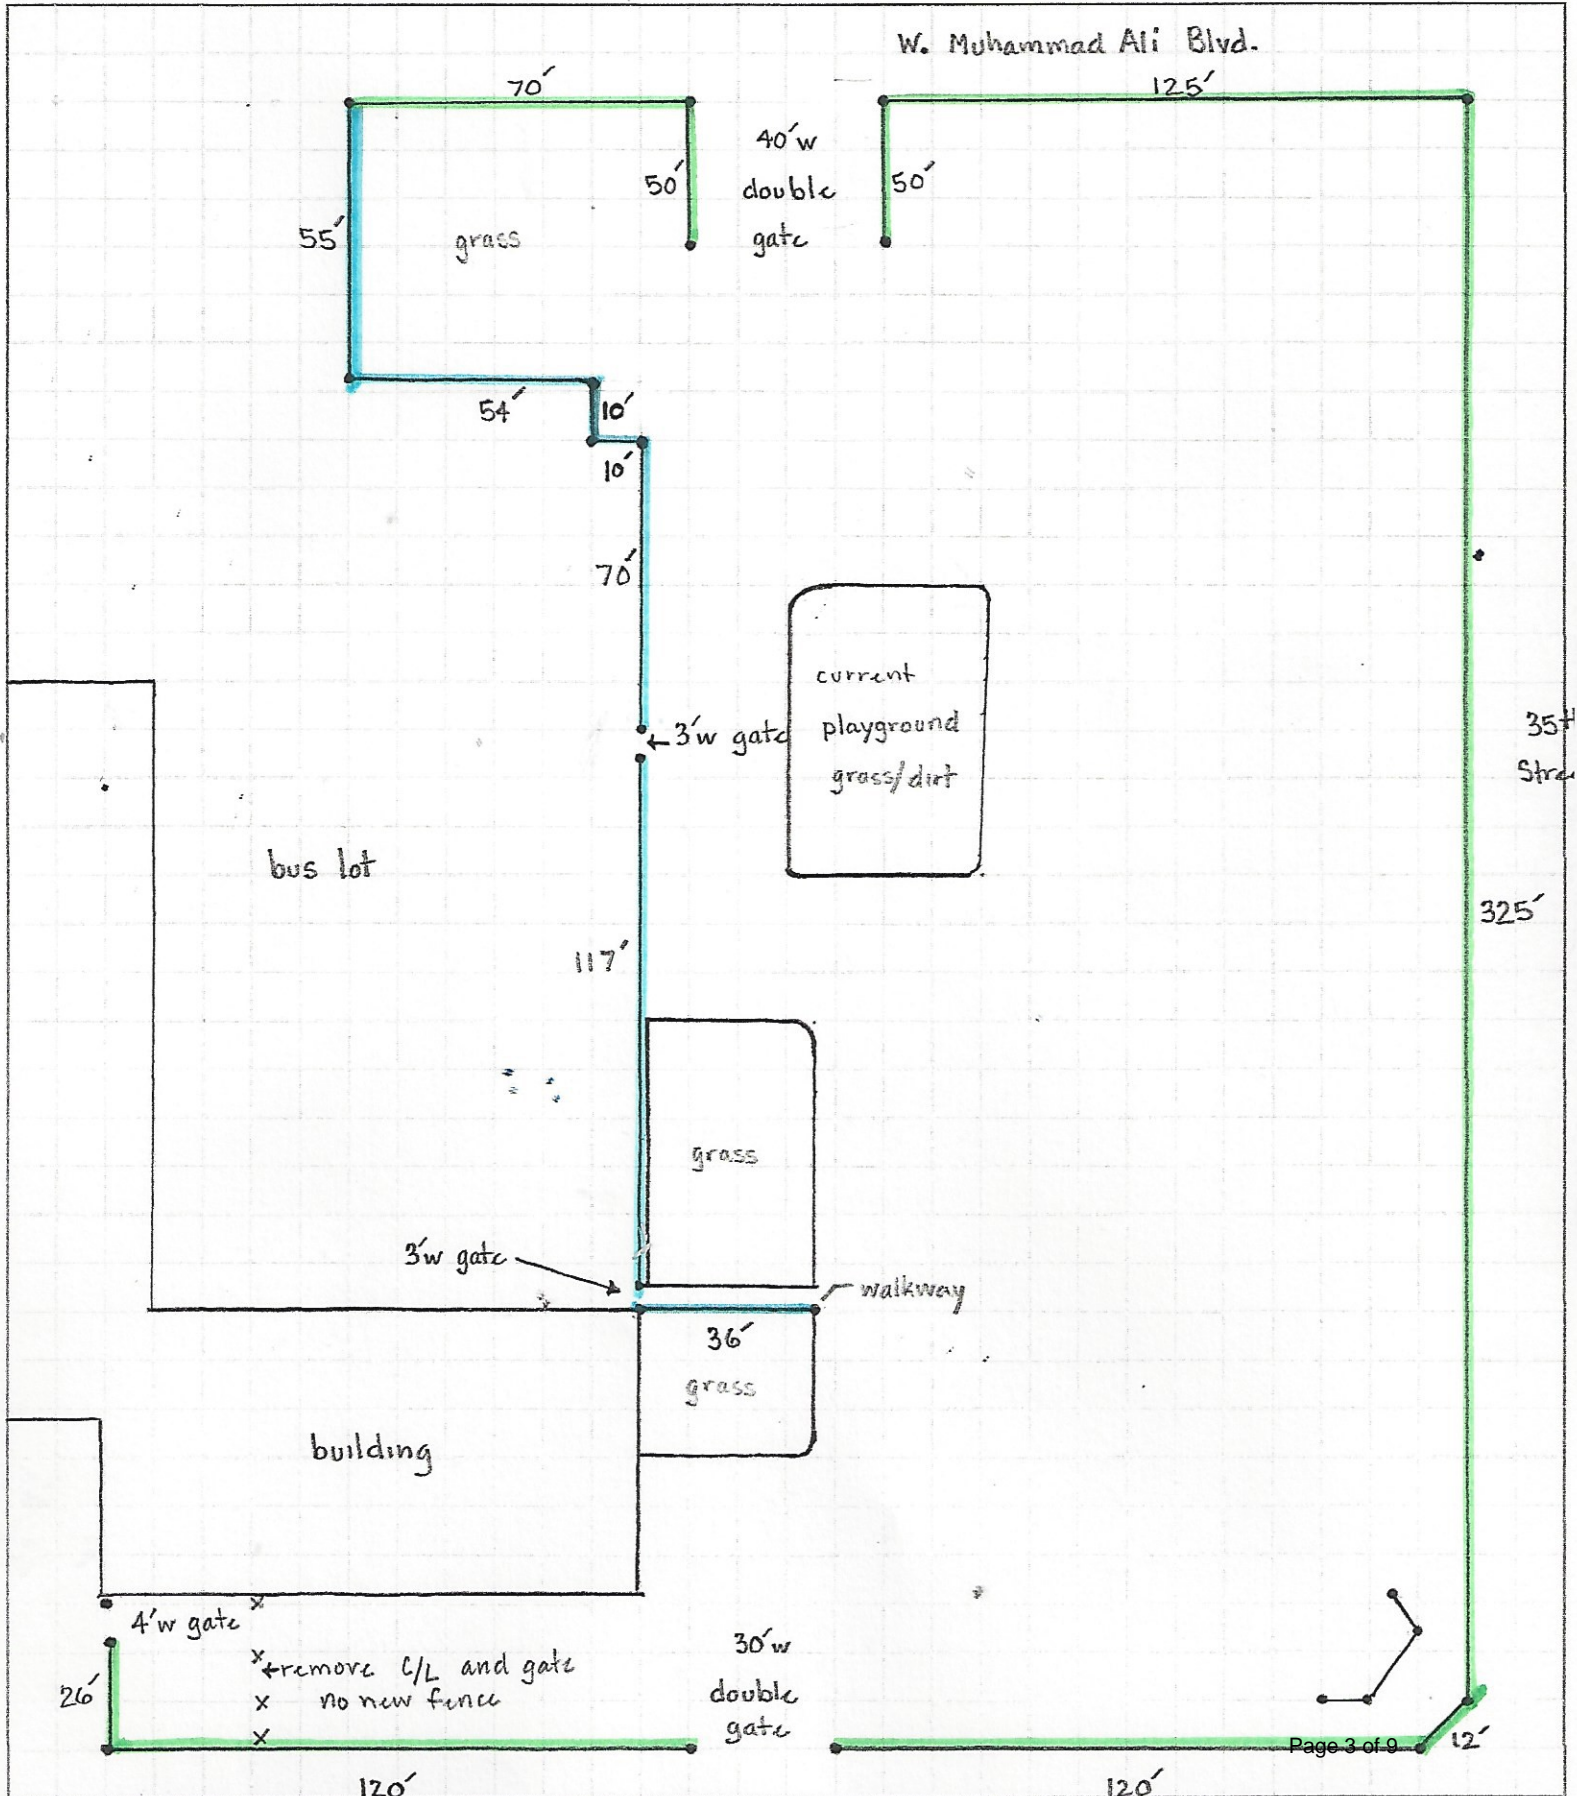 W. Muhammad Ali Blvd.
70′
125′
40′w
double
gate
50′
50′
55′
grass
54′
10′
10′
70′
current
playground
grass/dirt
←3′w gate
35th
bus lot
325′
117′
grass
3′w gate
walkway
36′
grass
building
4′w gate
x
x
x
x
←remove C/L and gate
no new fence
30′w
double
gate
26′
Page 3 of 9
12′
120′
120′